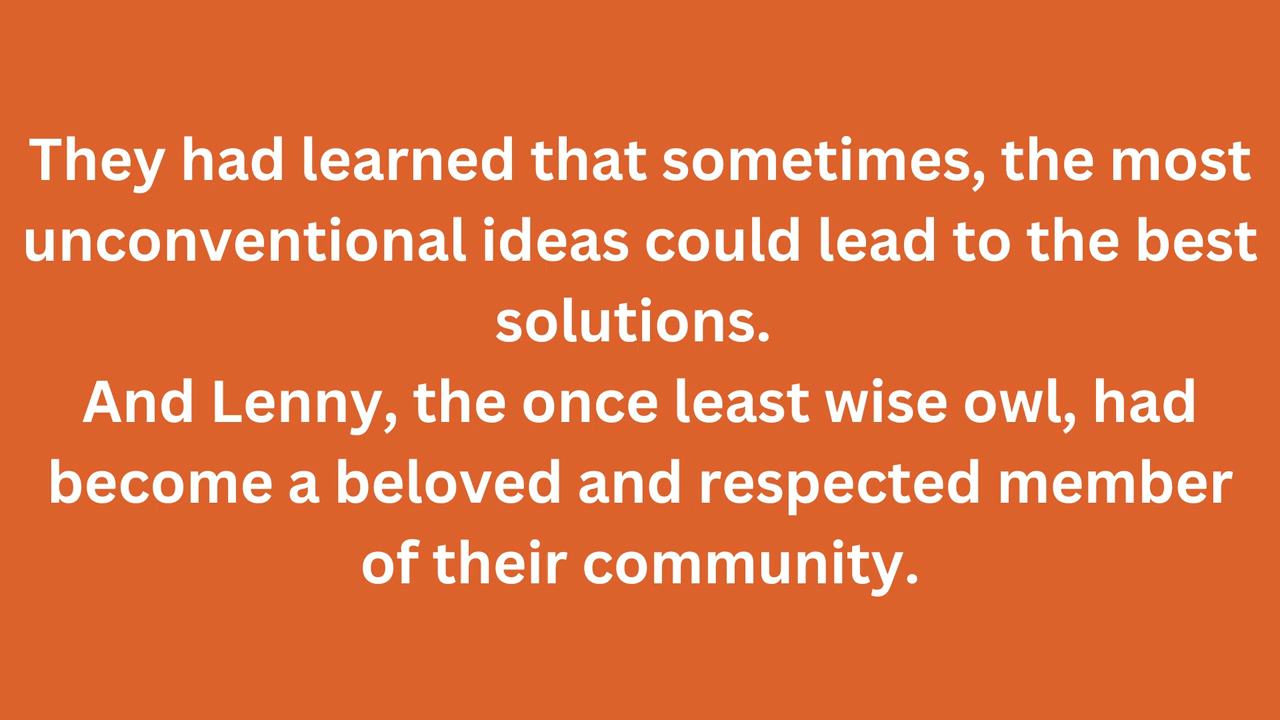 They had learned that sometimes, the most
unconventional ideas could lead to the best
solutions.
And Lenny, the once least wise owl, had
become a beloved and respected member
of their community.